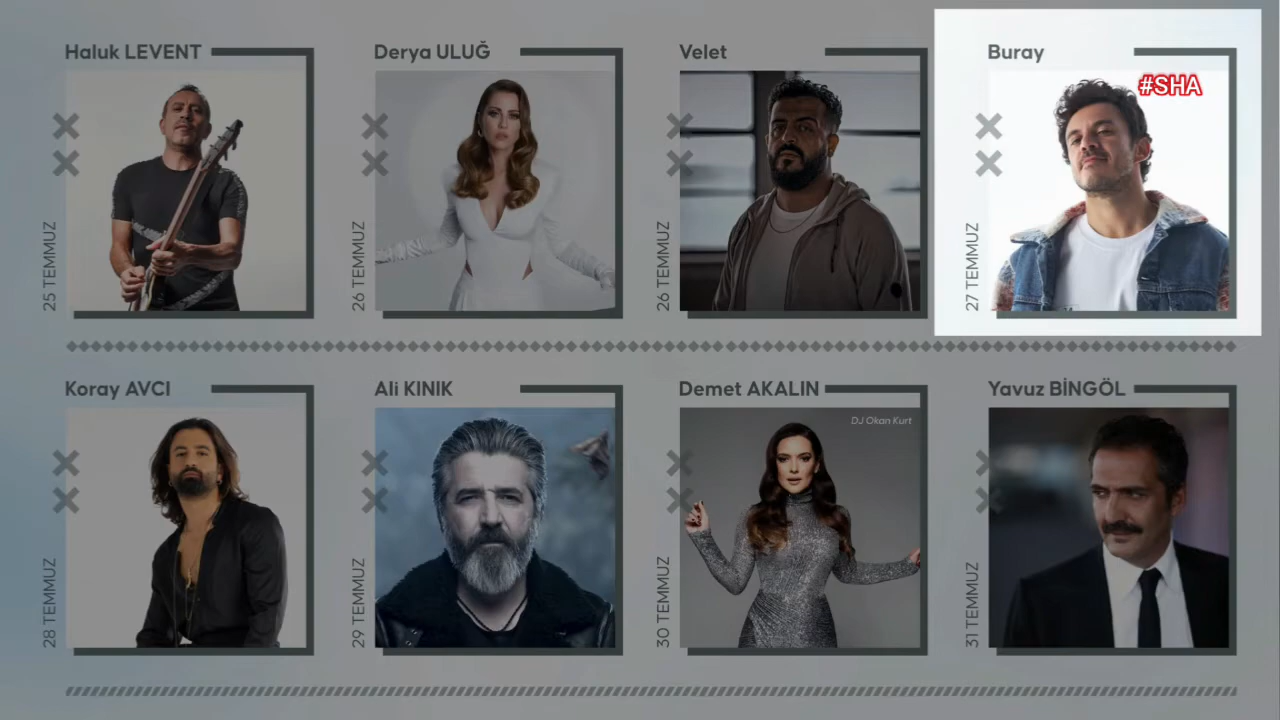 Haluk LEVENT
25 TEMMUZ
Derya ULUĞ
26 TEMMUZ
Velet
26 TEMMUZ
Buray
#SHA
27 TEMMUZ
Koray AVCI
28 TEMMUZ
Ali KINIK
29 TEMMUZ
Demet AKALIN
DJ Okan Kurt
30 TEMMUZ
Yavuz BİNGÖL
31 TEMMUZ